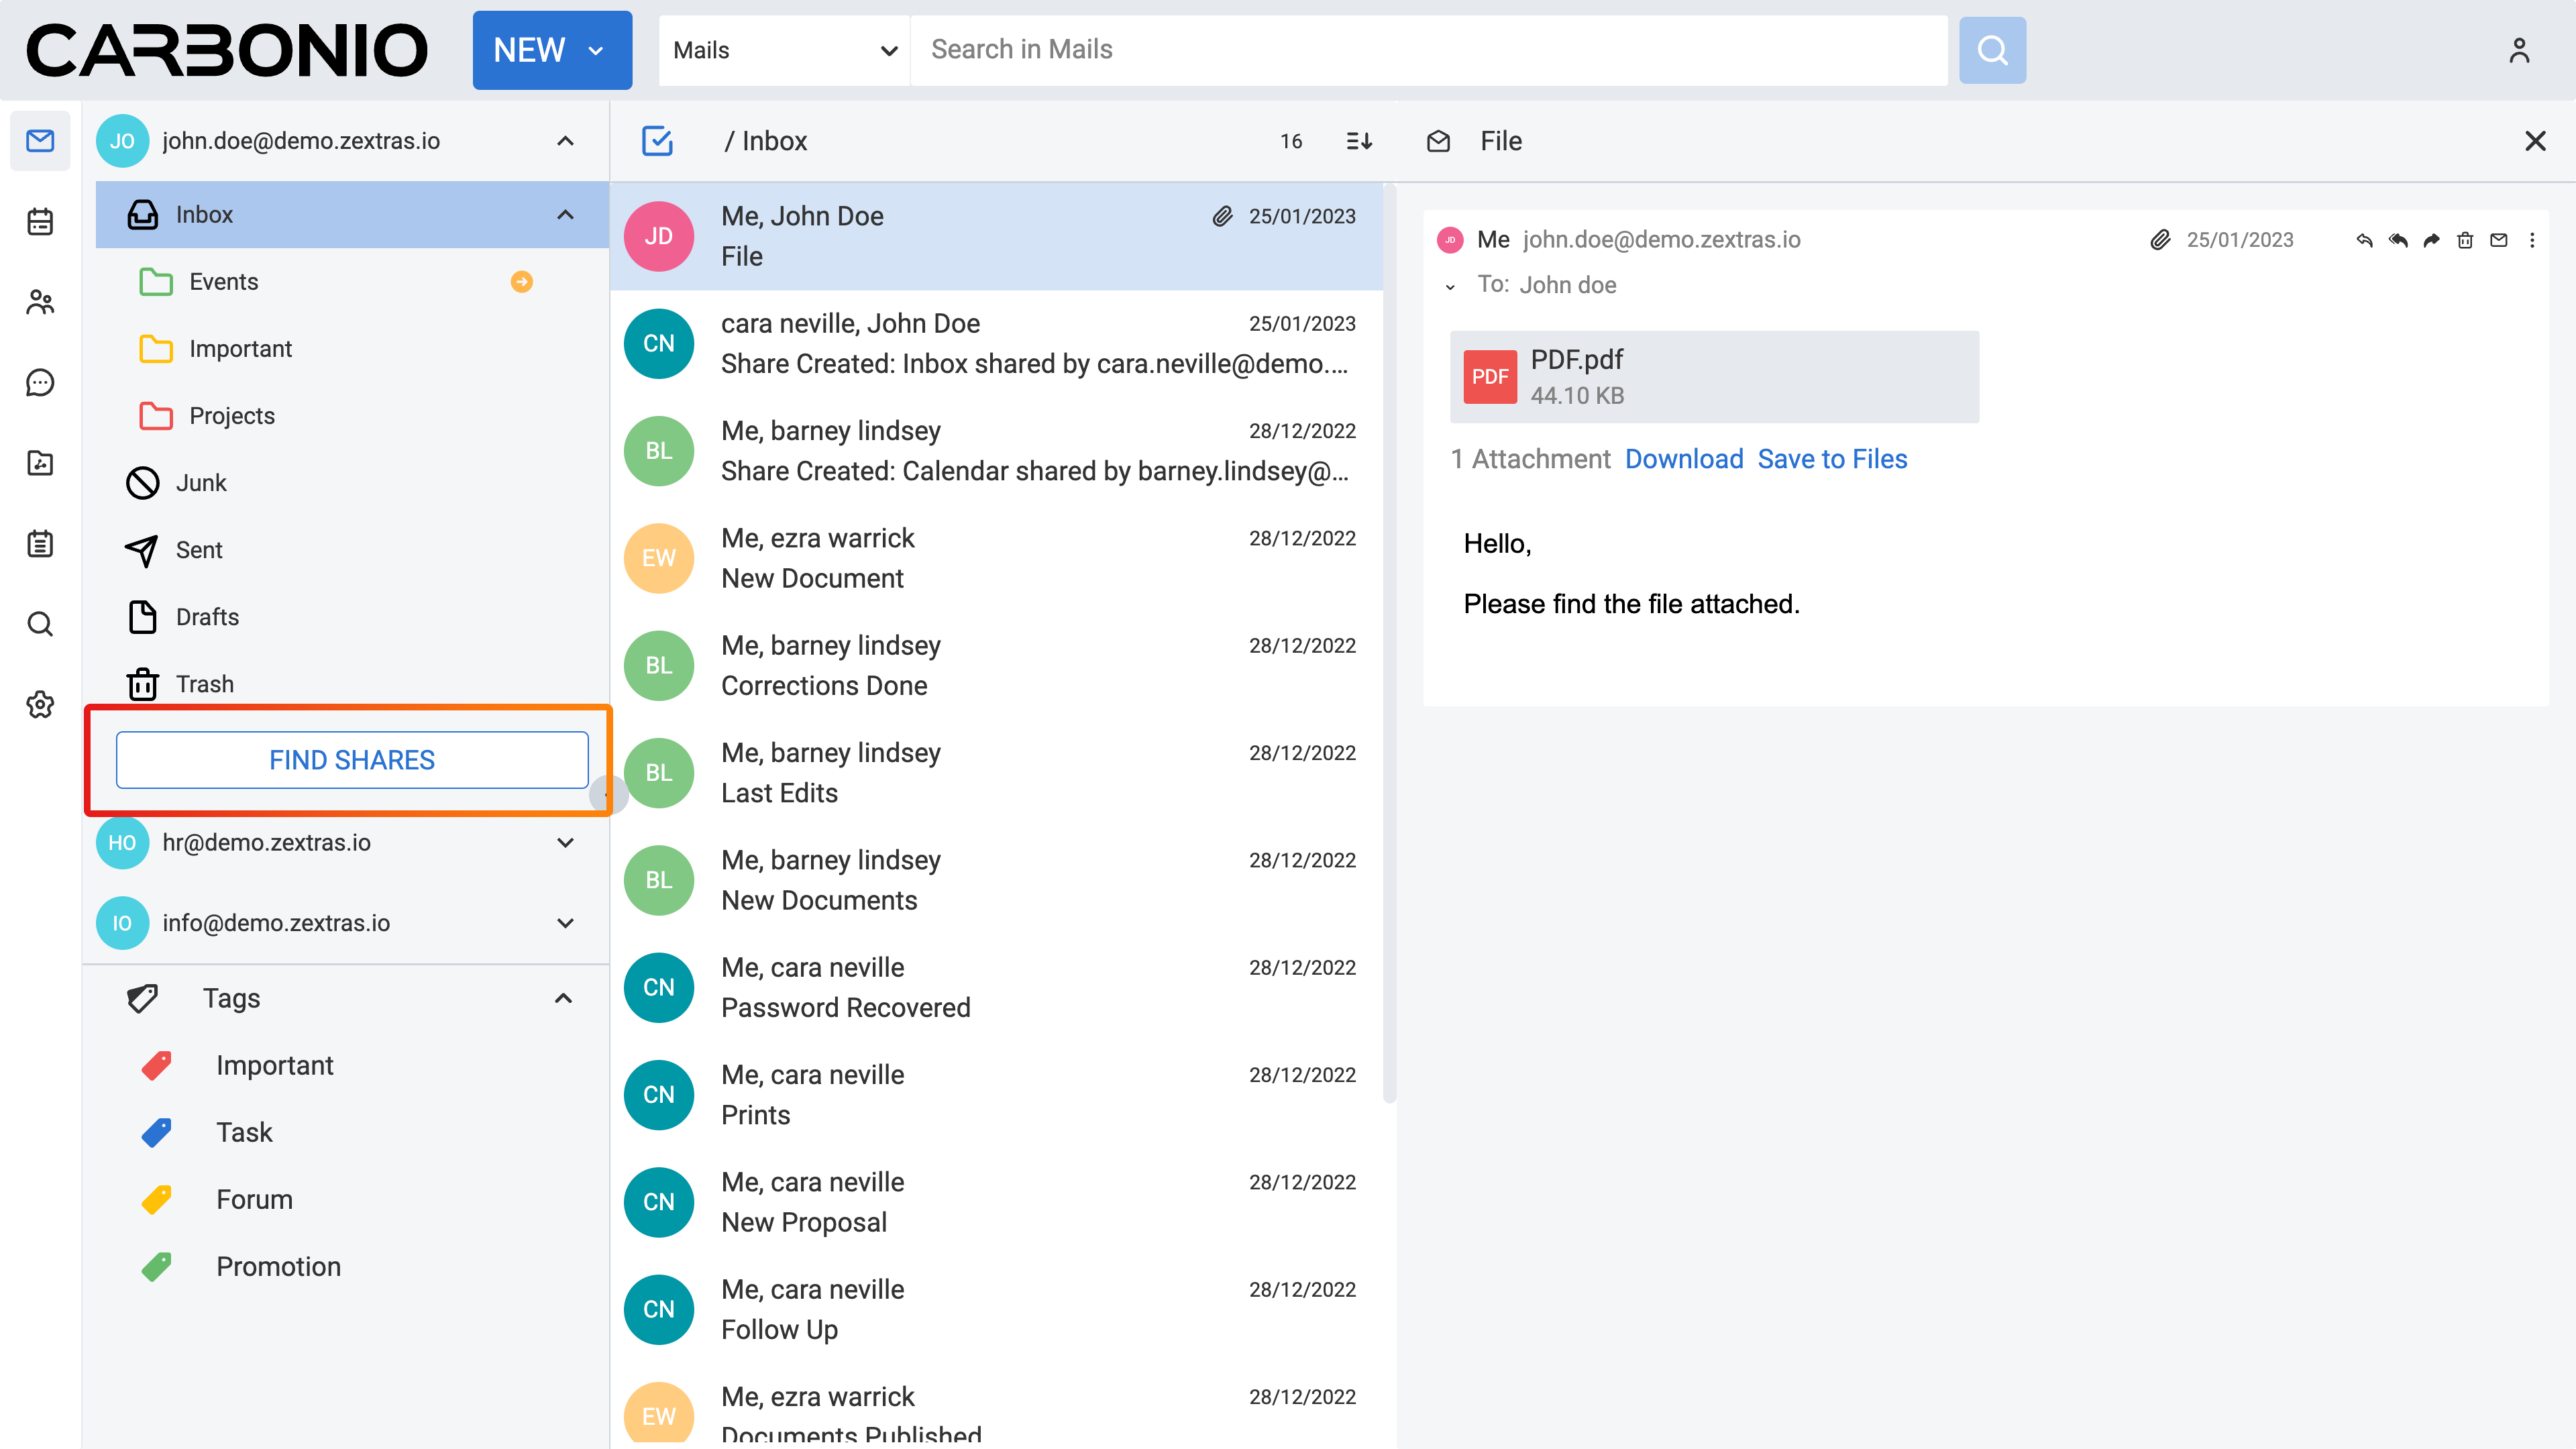 CARBONIO
NEW
Mails
Search in Mails
JO john.doe@demo.zextras.io
Inbox
Events
Important
Projects
Junk
Sent
Drafts
Trash
FIND SHARES
HO hr@demo.zextras.io
IO info@demo.zextras.io
Tags
Important
Task
Forum
Promotion
/ Inbox 16
JD Me, John Doe 25/01/2023
File
CN cara neville, John Doe 25/01/2023
Share Created: Inbox shared by cara.neville@demo....
BL Me, barney lindsey 28/12/2022
Share Created: Calendar shared by barney.lindsey@...
EW Me, ezra warrick 28/12/2022
New Document
BL Me, barney lindsey 28/12/2022
Corrections Done
BL Me, barney lindsey 28/12/2022
Last Edits
BL Me, barney lindsey 28/12/2022
New Documents
CN Me, cara neville 28/12/2022
Password Recovered
CN Me, cara neville 28/12/2022
Prints
CN Me, cara neville 28/12/2022
New Proposal
CN Me, cara neville 28/12/2022
Follow Up
EW Me, ezra warrick 28/12/2022
Documents Published
File
JD Me john.doe@demo.zextras.io 25/01/2023
To: John doe
PDF PDF.pdf
44.10 KB
1 Attachment Download Save to Files
Hello,
Please find the file attached.